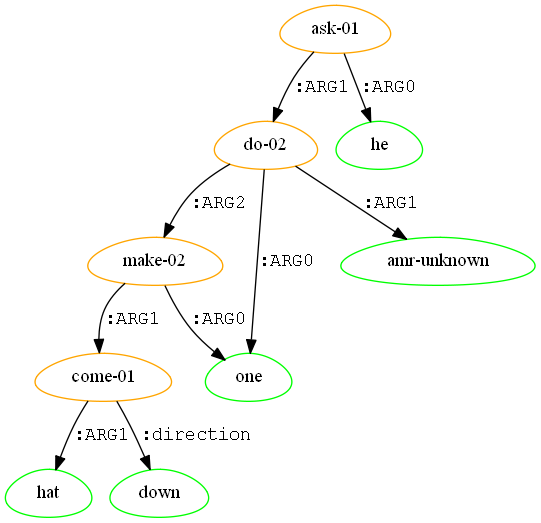 ask-01
:ARG1 :ARG0
do-02 he
:ARG2 :ARG0 :ARG1
make-02 amr-unknown
:ARG1 :ARG0
come-01 one
:ARG1 :direction
hat down